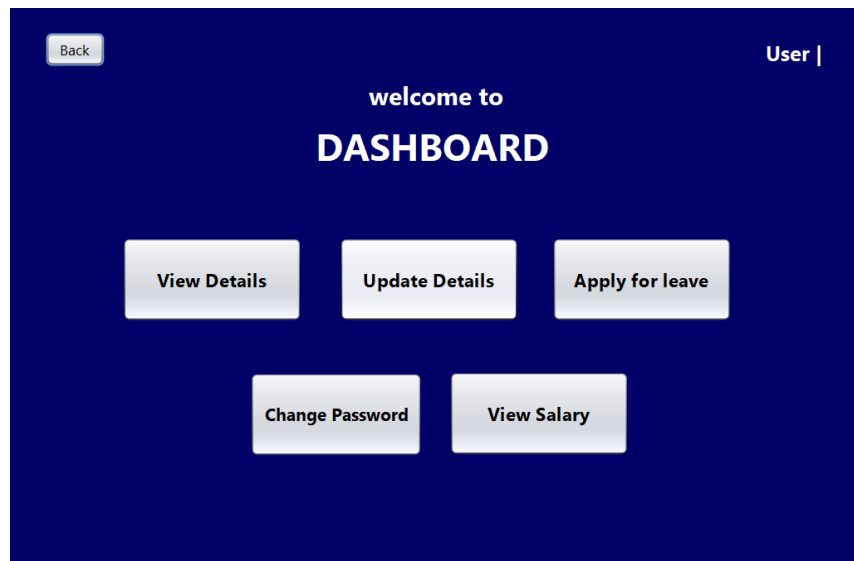 Back
User |
welcome to
DASHBOARD
View Details
Update Details
Apply for leave
Change Password
View Salary